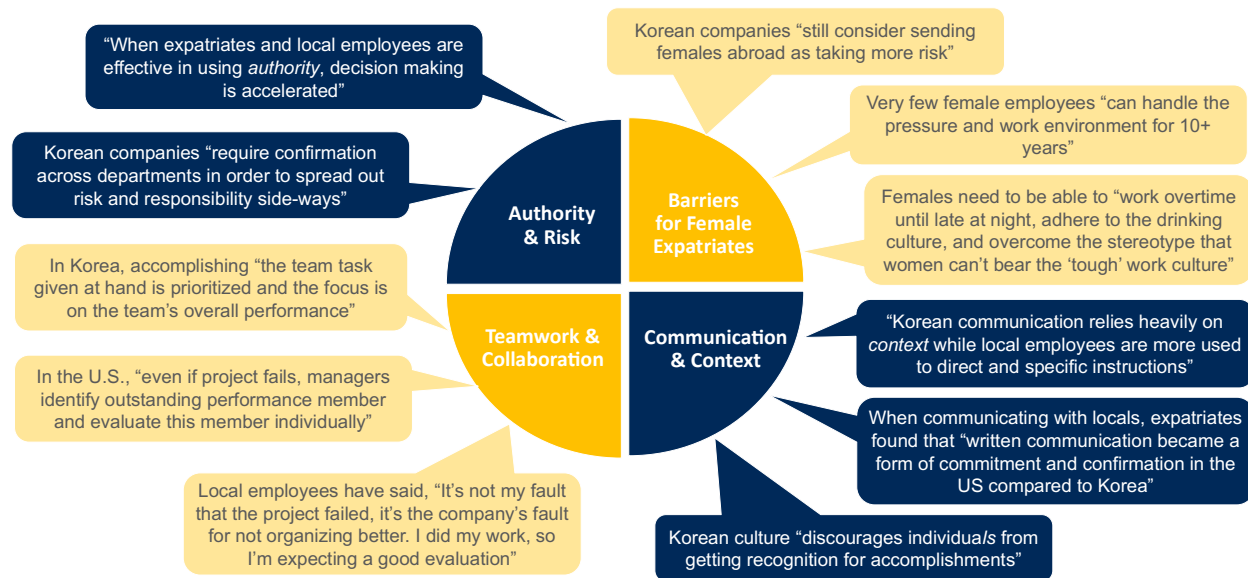 “When expatriates and local employees are
effective in using authority, decision making
is accelerated”
Korean companies “require confirmation
across departments in order to spread out
risk and responsibility side-ways”
Authority
& Risk
Korean companies “still consider sending
females abroad as taking more risk”
Very few female employees “can handle the
pressure and work environment for 10+
years”
Females need to be able to “work overtime
until late at night, adhere to the drinking
culture, and overcome the stereotype that
women can’t bear the ‘tough’ work culture”
Barriers
for Female
Expatriates
In Korea, accomplishing “the team task
given at hand is prioritized and the focus is
on the team’s overall performance”
In the U.S., “even if project fails, managers
identify outstanding performance member
and evaluate this member individually”
Local employees have said, “It’s not my fault
that the project failed, it’s the company’s fault
for not organizing better. I did my work, so
I’m expecting a good evaluation”
Teamwork &
Collaboration
Communication
& Context
“Korean communication relies heavily on
context while local employees are more used
to direct and specific instructions”
When communicating with locals, expatriates
found that “written communication became a
form of commitment and confirmation in the
US compared to Korea”
Korean culture “discourages individuals from
getting recognition for accomplishments”